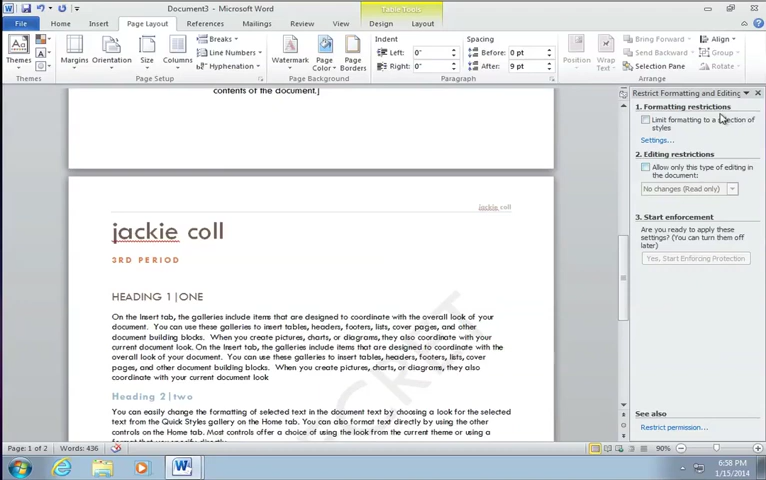 Document3 - Microsoft Word
Table Tools
File
Home
Insert
Page Layout
References
Mailings
Review
View
Design
Layout
Themes
Margins
Orientation
Size
Columns
Breaks
Line Numbers
Hyphenation
Watermark
Page Color
Page Borders
Indent
Left: 0"
Right: 0"
Spacing
Before: 0 pt
After: 9 pt
Position
Wrap Text
Bring Forward
Send Backward
Selection Pane
Align
Group
Rotate
Themes
Page Setup
Page Background
Paragraph
Arrange
contents of the document.]
jackie coll
jackie coll
3RD PERIOD
HEADING 1|ONE
On the Insert tab, the galleries include items that are designed to coordinate with the overall look of your
document. You can use these galleries to insert tables, headers, footers, lists, cover pages, and other
document building blocks. When you create pictures, charts, or diagrams, they also coordinate with your
current document look. On the Insert tab, the galleries include items that are designed to coordinate with the
overall look of your document. You can use these galleries to insert tables, headers, footers, lists, cover
pages, and other document building blocks. When you create pictures, charts, or diagrams, they also
coordinate with your current document look
Heading 2|two
You can easily change the formatting of selected text in the document text by choosing a look for the selected
text from the Quick Styles gallery on the Home tab. You can also format text directly by using the other
controls on the Home tab. Most controls offer a choice of using the look from the current theme or using a
format that you specify directly.
Restrict Formatting and Editing
1. Formatting restrictions
Limit formatting to a selection of
styles
Settings...
2. Editing restrictions
Allow only this type of editing in
the document:
No changes (Read only)
3. Start enforcement
Are you ready to apply these
settings? (You can turn them off
later)
Yes, Start Enforcing Protection
See also
Restrict permission...
Page: 1 of 2
Words: 436
90%
6:58 PM
1/15/2014